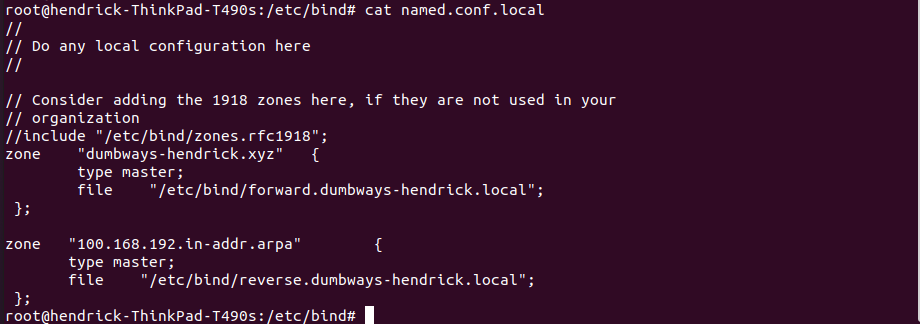 root@hendrick-ThinkPad-T490s:/etc/bind# cat named.conf.local
//
// Do any local configuration here
//
// Consider adding the 1918 zones here, if they are not used in your
// organization
//include "/etc/bind/zones.rfc1918";
zone    "dumbways-hendrick.xyz"   {
        type master;
        file    "/etc/bind/forward.dumbways-hendrick.local";
 };
zone   "100.168.192.in-addr.arpa"        {
       type master;
       file    "/etc/bind/reverse.dumbways-hendrick.local";
 };
root@hendrick-ThinkPad-T490s:/etc/bind#